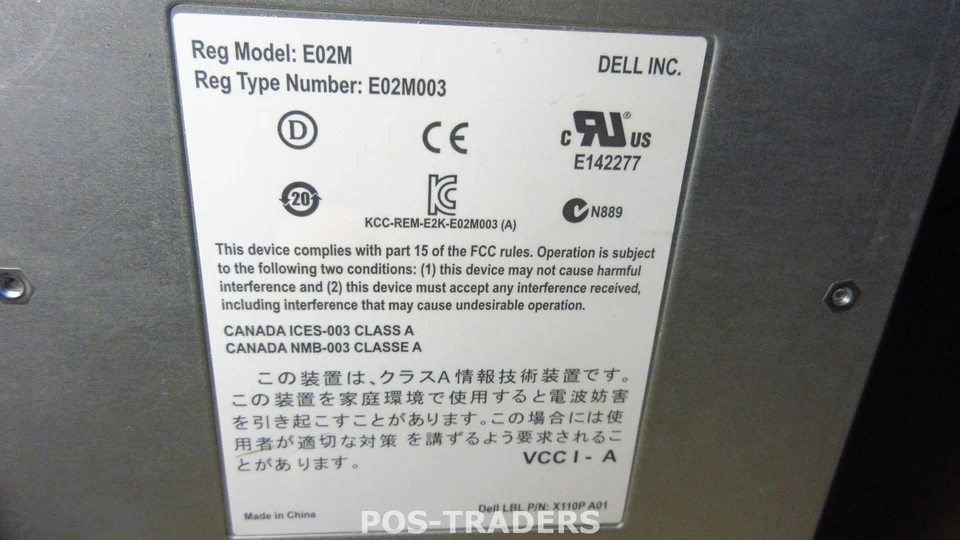 Reg Model: E02M
DELL INC.
Reg Type Number: E02M003
D
CE
c RU ® US
E142277
20
KC
N889
KCC-REM-E2K-E02M003 (A)
This device complies with part 15 of the FCC rules. Operation is subject
to the following two conditions: (1) this device may not cause harmful
interference and (2) this device must accept any interference received,
including interference that may cause undesirable operation.
CANADA ICES-003 CLASS A
CANADA NMB-003 CLASSE A
この装置は、クラスA情報技術装置です。
この装置を家庭環境で使用すると電波妨害
を引き起こすことがあります。この場合には使
用者が適切な対策 を講ずるよう要求されるこ
とがあ ります。
VCCI-A
Made in China
Dell LBL P/N: X110P A01
POS-TRADERS